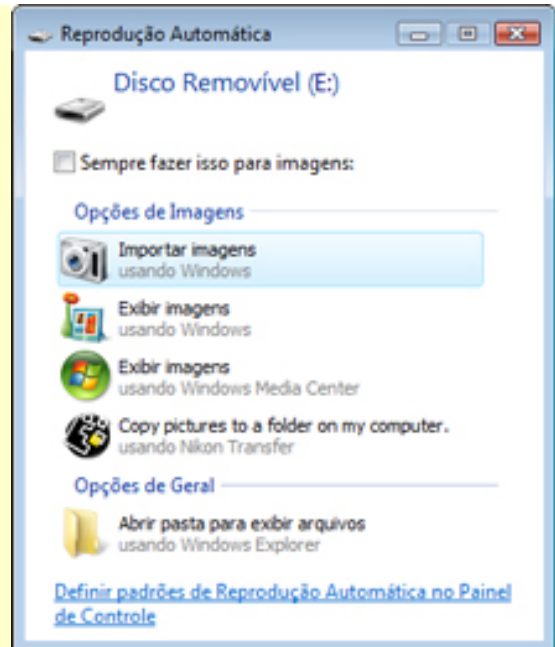 Reprodução Automática
Disco Removível (E:)
Sempre fazer isso para imagens:
Opções de Imagens
Importar imagens
usando Windows
Exibir imagens
usando Windows
Exibir imagens
usando Windows Media Center
Copy pictures to a folder on my computer.
usando Nikon Transfer
Opções de Geral
Abrir pasta para exibir arquivos
usando Windows Explorer
Definir padrões de Reprodução Automática no Painel
de Controle